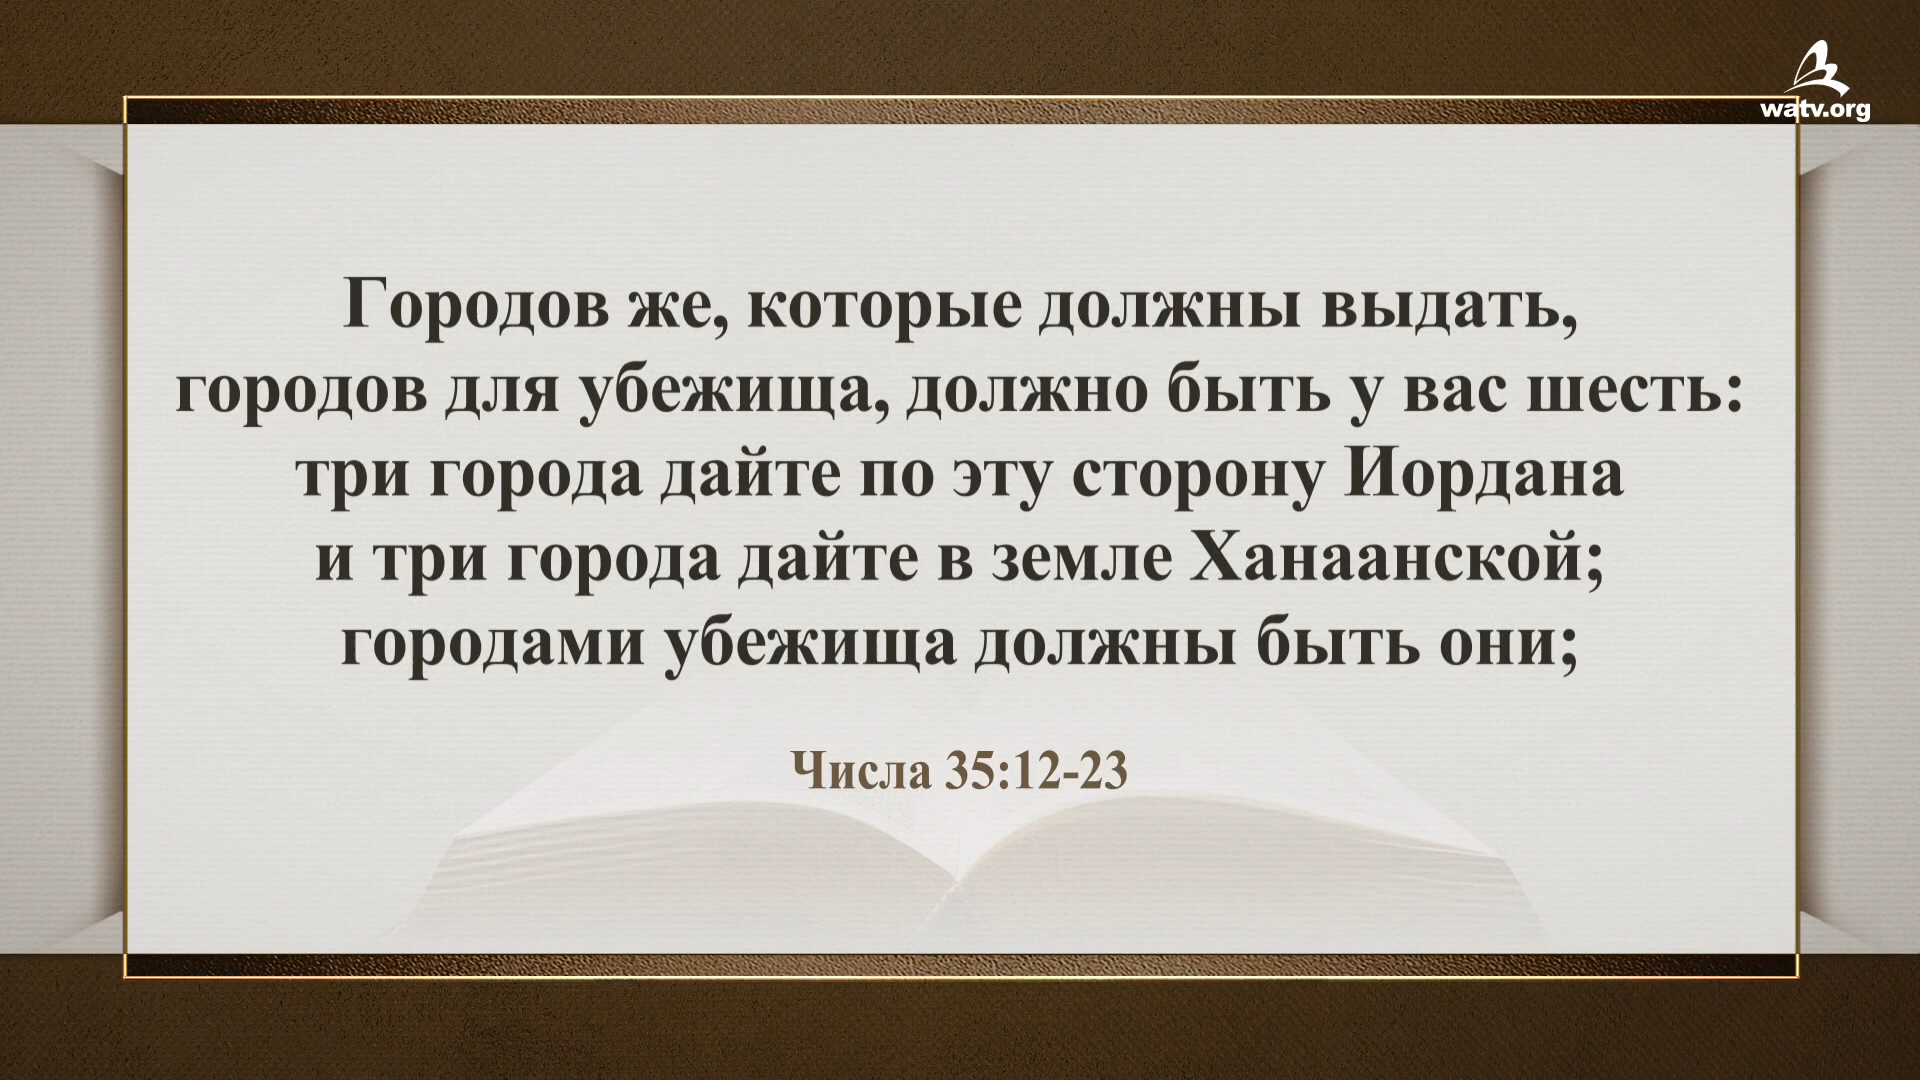 watv.org
Городов же, которые должны выдать,
городов для убежища, должно быть у вас шесть:
три города дайте по эту сторону Иордана
и три города дайте в земле Ханаанской;
городами убежища должны быть они;
Числа 35:12-23